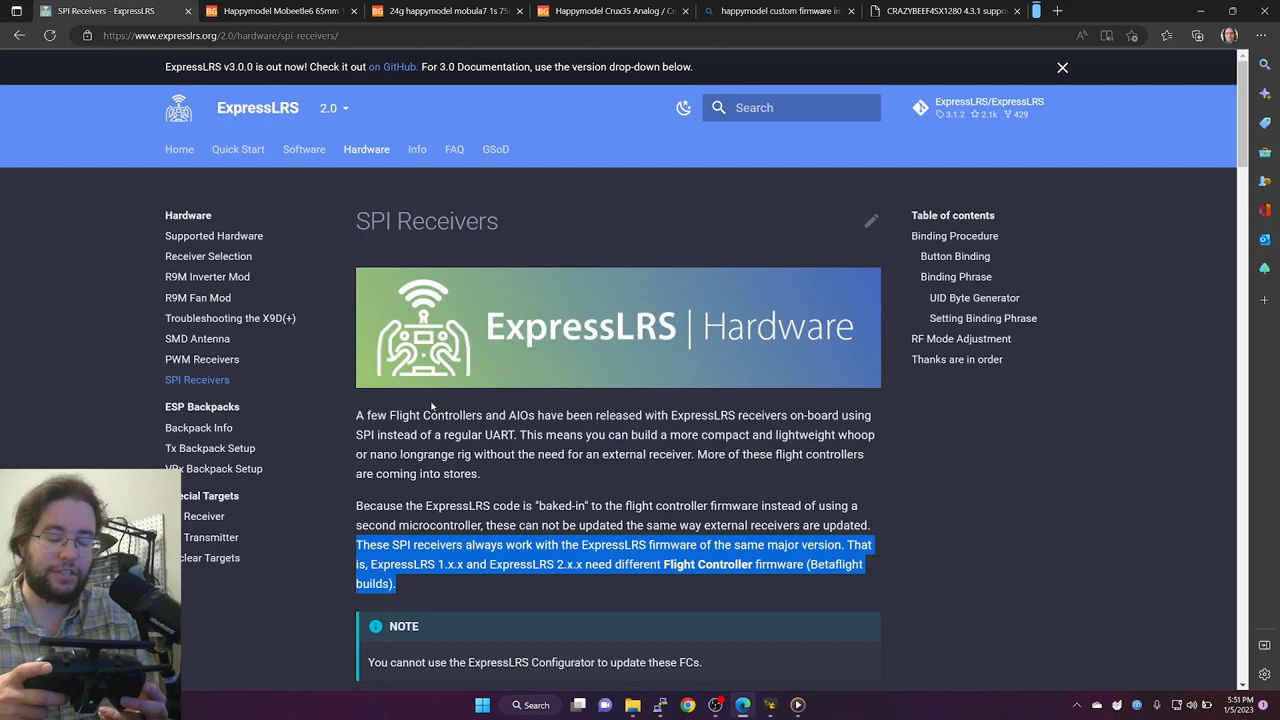 SPI Receivers - ExpressLRS
Happymodel Mobeetle6 65mm
24g happymodel mobula7 1s 75
Happymodel Crux35 Analog / C
happymodel custom firmware in
CRAZYBEEF4SX1280 4.3.1 suppo
https://www.expresslrs.org/2.0/hardware/spi-receivers/
ExpressLRS v3.0.0 is out now! Check it out on GitHub. For 3.0 Documentation, use the version drop-down below.
ExpressLRS
2.0
Search
ExpressLRS/ExpressLRS
3.1.2 2.1k 429
Home
Quick Start
Software
Hardware
Info
FAQ
GSoD
Hardware
Supported Hardware
Receiver Selection
R9M Inverter Mod
R9M Fan Mod
Troubleshooting the X9D(+)
SMD Antenna
PWM Receivers
SPI Receivers
ESP Backpacks
Backpack Info
Tx Backpack Setup
VRx Backpack Setup
ecial Targets
Receiver
Transmitter
clear Targets
SPI Receivers
ExpressLRS | Hardware
A few Flight Controllers and AIOs have been released with ExpressLRS receivers on-board using
SPI instead of a regular UART. This means you can build a more compact and lightweight whoop
or nano longrange rig without the need for an external receiver. More of these flight controllers
are coming into stores.
Because the ExpressLRS code is "baked-in" to the flight controller firmware instead of using a
second microcontroller, these can not be updated the same way external receivers are updated.
These SPI receivers always work with the ExpressLRS firmware of the same major version. That
is, ExpressLRS 1.x.x and ExpressLRS 2.x.x need different Flight Controller firmware (Betaflight
builds).
NOTE
You cannot use the ExpressLRS Configurator to update these FCs.
Table of contents
Binding Procedure
Button Binding
Binding Phrase
UID Byte Generator
Setting Binding Phrase
RF Mode Adjustment
Thanks are in order
Search
5:51 PM
1/5/2023